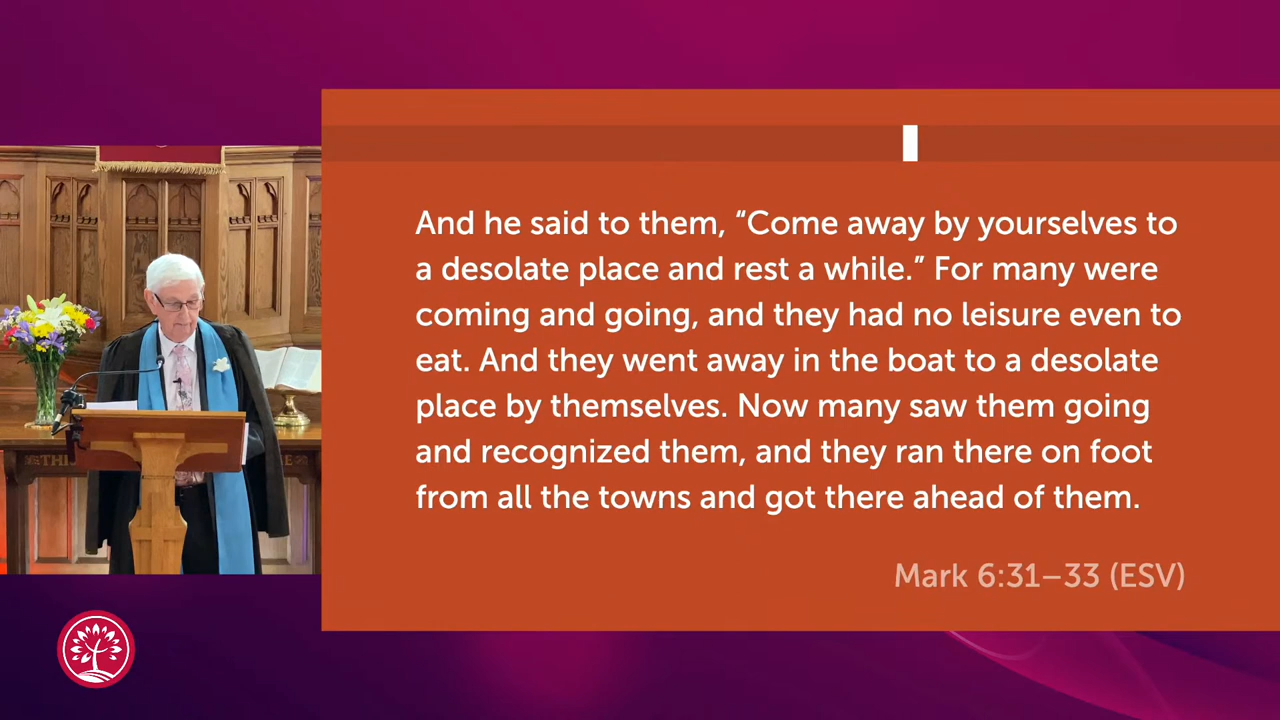 And he said to them, “Come away by yourselves to
a desolate place and rest a while.” For many were
coming and going, and they had no leisure even to
eat. And they went away in the boat to a desolate
place by themselves. Now many saw them going
and recognized them, and they ran there on foot
from all the towns and got there ahead of them.
Mark 6:31–33 (ESV)